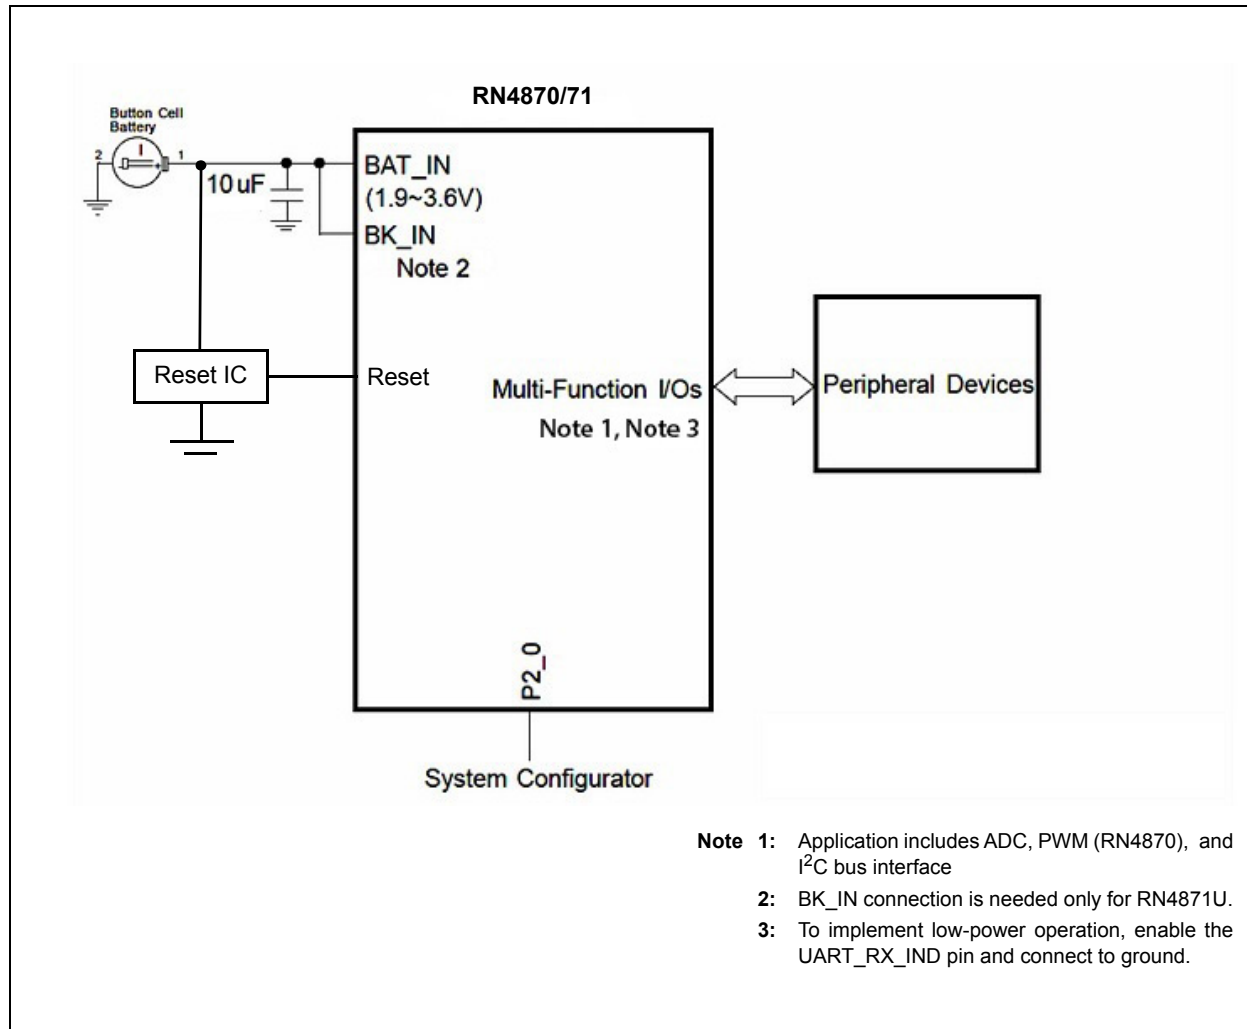 RN4870/71
Button Cell
Battery
2
1
10 uF
BAT_IN
(1.9~3.6V)
BK_IN
Note 2
Reset IC
Reset
Multi-Function I/Os
Note 1, Note 3
Peripheral Devices
P2_0
System Configurator
Note 1: Application includes ADC, PWM (RN4870), and
I2C bus interface
2: BK_IN connection is needed only for RN4871U.
3: To implement low-power operation, enable the
UART_RX_IND pin and connect to ground.